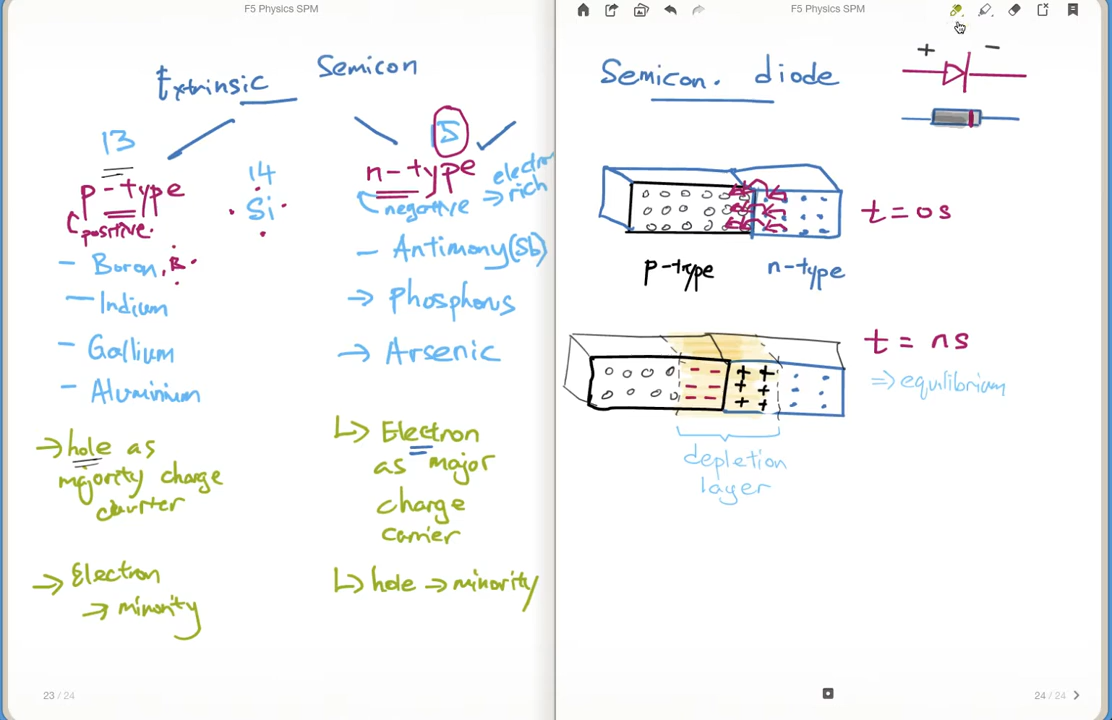 F5 Physics SPM
Extrinsic Semicon
13
p-type
positive.
14
Si
- Boron, B
- Indium
- Gallium
- Aluminium
→ hole as
majority charge
→ Electron
→ minority
5
n-type
negative
→ electron
rich
- Antimony(Sb)
→ Phosphorus
→ Arsenic
↳ Electron
as major
charge
carrier
↳ hole → minority
23 / 24
F5 Physics SPM
Semicon. diode
+ -
t = 0s
p-type n-type
t = ns
⇒ equilibrium
- - + +
- - + +
- - + +
depletion
layer
24 / 24